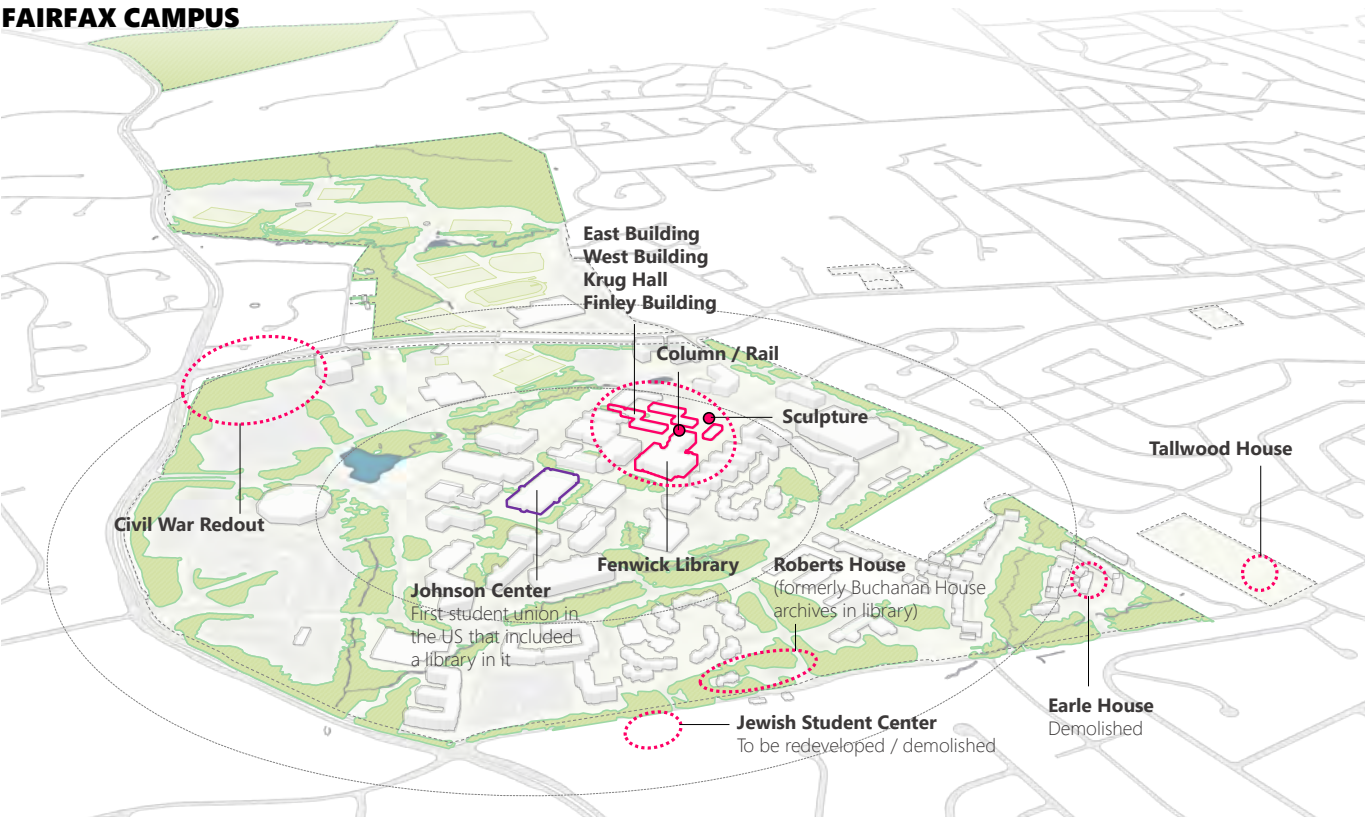 FAIRFAX CAMPUS
East Building
West Building
Krug Hall
Finley Building
Column / Rail
Sculpture
Tallwood House
Civil War Redout
Fenwick Library
Roberts House
(formerly Buchanan House
archives in library)
Johnson Center
First student union in
the US that included
a library in it
Earle House
Demolished
Jewish Student Center
To be redeveloped / demolished